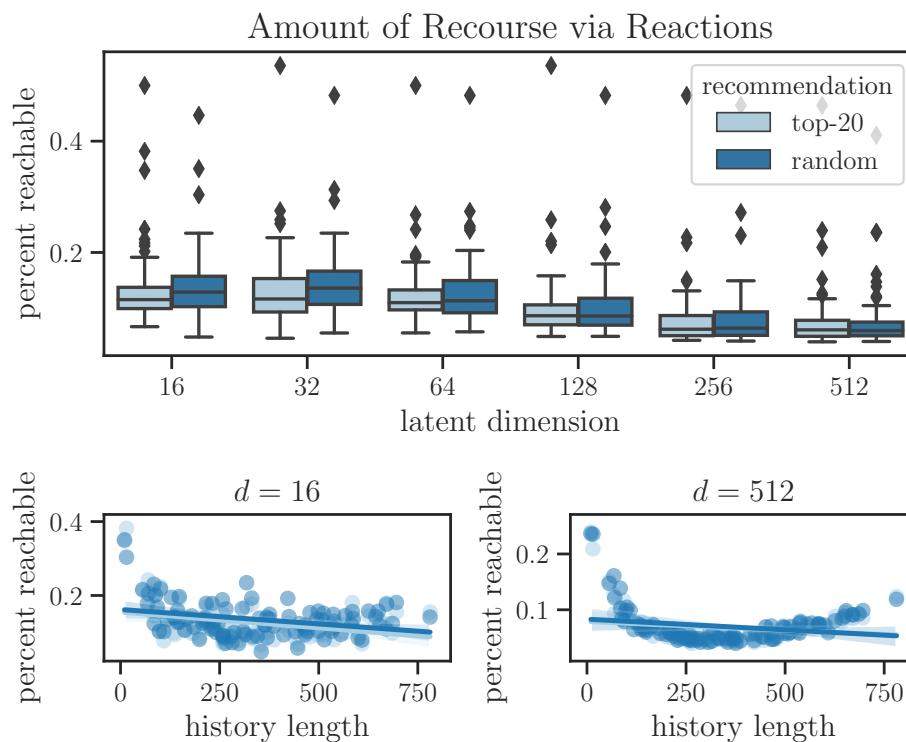 Amount of Recourse via Reactions
percent reachable
0.4
0.2
recommendation
top-20
random
16 32 64 128 256 512
latent dimension
d = 16
percent reachable
0.4
0.2
0 250 500 750
history length
d = 512
percent reachable
0.2
0.1
0 250 500 750
history length